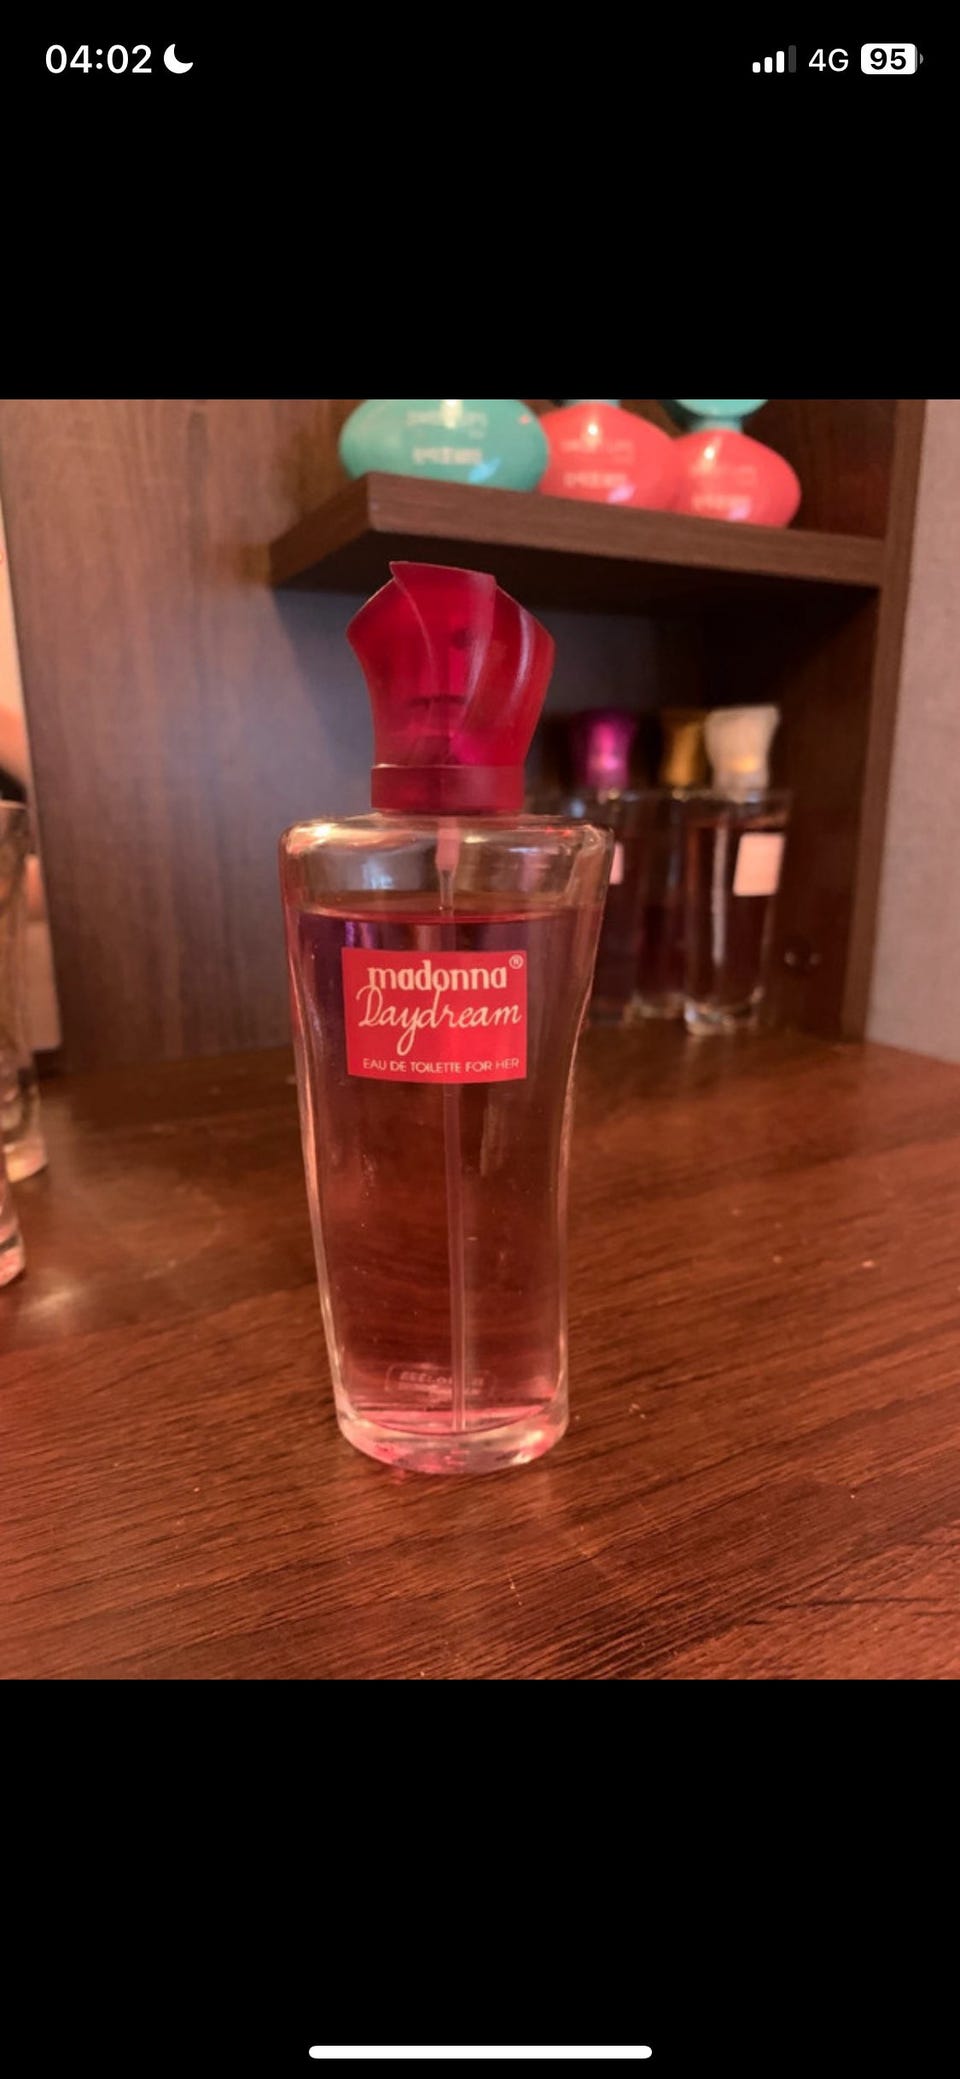 04:02
4G 95
madonna®
Daydream
EAU DE TOILETTE FOR HER